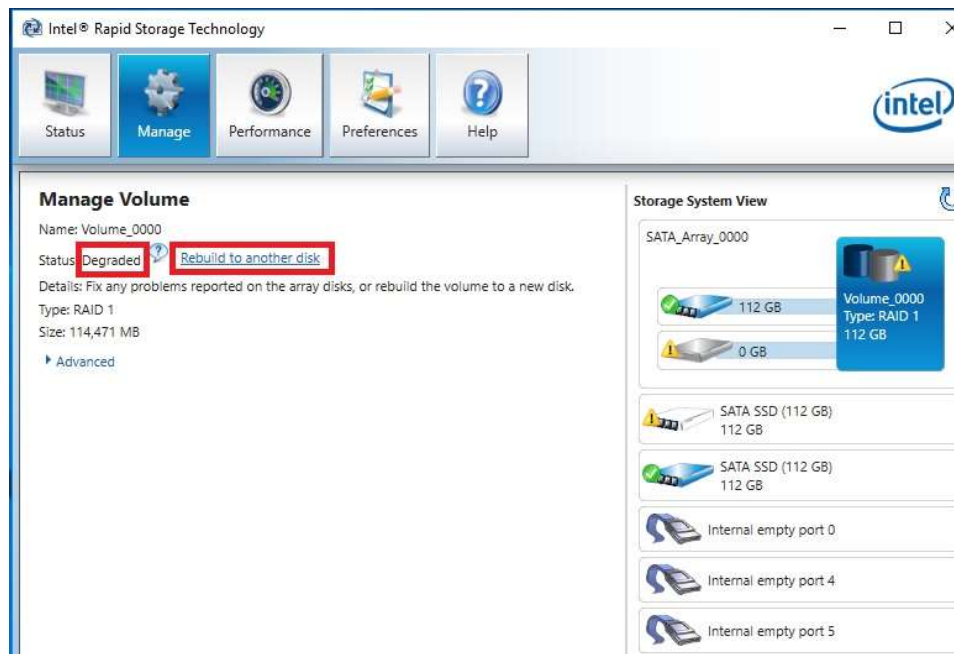 Intel® Rapid Storage Technology
Status
Manage
Performance
Preferences
Help
intel
Manage Volume
Name: Volume_0000
Status: Degraded Rebuild to another disk
Details: Fix any problems reported on the array disks, or rebuild the volume to a new disk.
Type: RAID 1
Size: 114,471 MB
Advanced
Storage System View
SATA_Array_0000
112 GB
0 GB
Volume_0000
Type: RAID 1
112 GB
SATA SSD (112 GB)
112 GB
SATA SSD (112 GB)
112 GB
Internal empty port 0
Internal empty port 4
Internal empty port 5